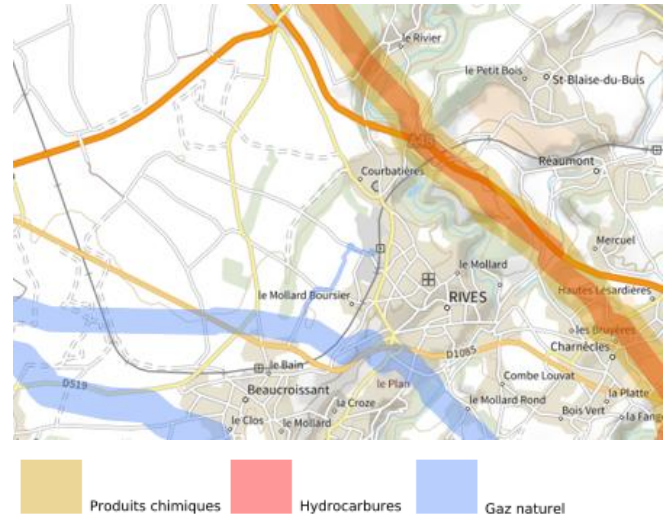 le Rivier
le Petit Bois
St-Blaise-du-Buis
A48
Réaumont
Courbatières
Mercuel
le Mollard
Hautes Lésardières
le Mollard Boursier
RIVES
les Bruyères
D1085
Charnècles
le Bain
D519
le Plan
Combe Louvat
Beaucroissant
la Platte
la Croze
le Mollard Rond
Bois Vert
la Fange
le Clos
le Mollard
Produits chimiques
Hydrocarbures
Gaz naturel